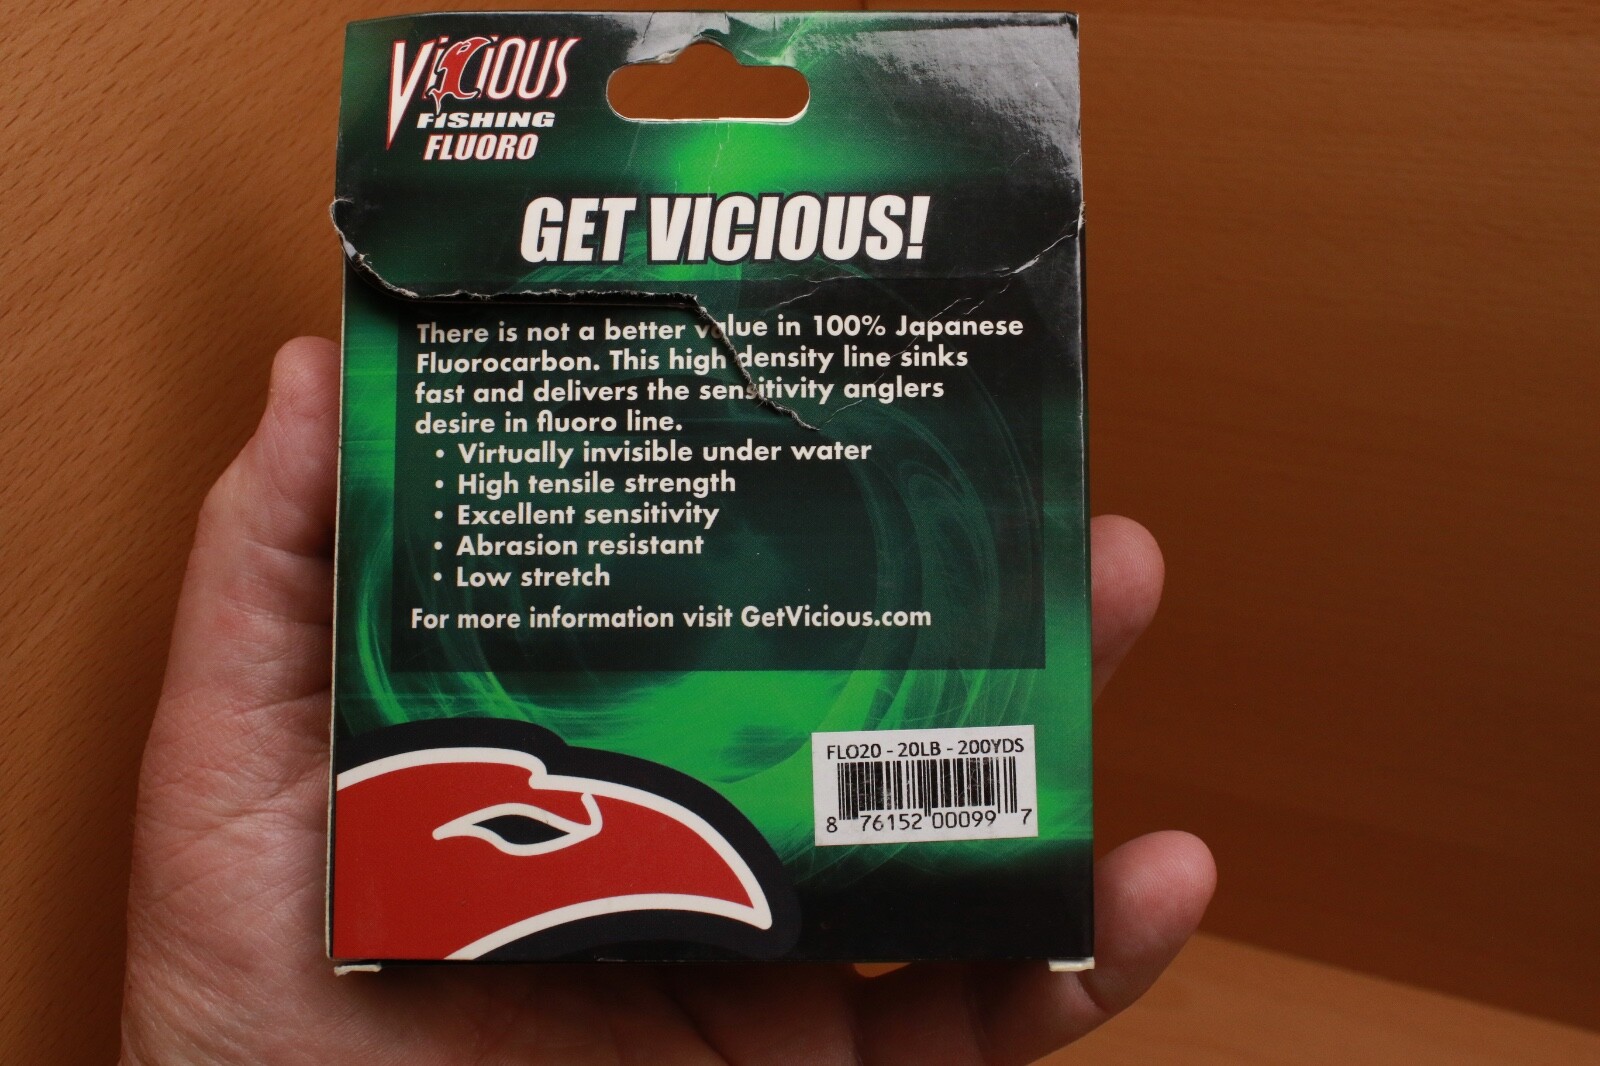 Vicious
FISHING
FLUORO
GET VICIOUS!
There is not a better value in 100% Japanese
Fluorocarbon. This high density line sinks
fast and delivers the sensitivity anglers
desire in fluoro line.
• Virtually invisible under water
• High tensile strength
• Excellent sensitivity
• Abrasion resistant
• Low stretch
For more information visit GetVicious.com
FLO20 - 20LB - 200YDS
8 76152 00099 7